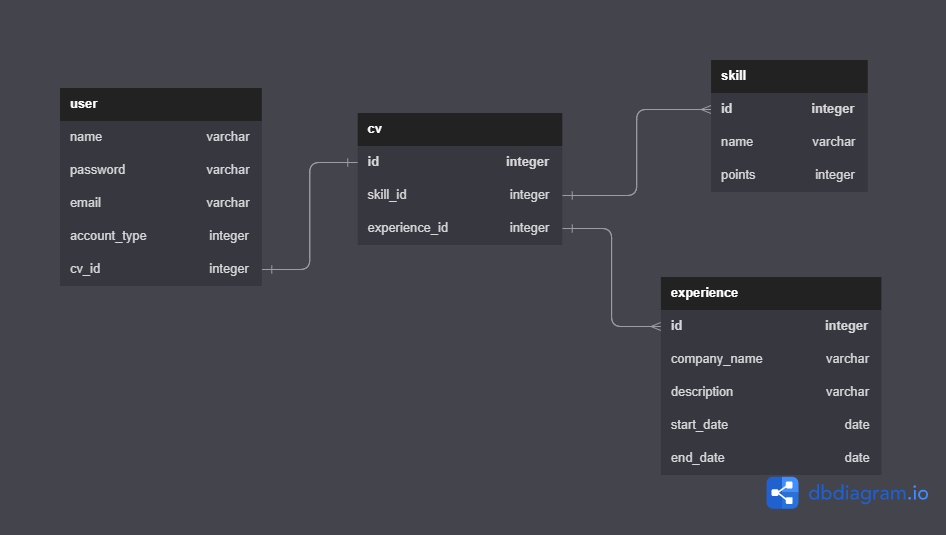 user
name varchar
password varchar
email varchar
account_type integer
cv_id integer
cv
id integer
skill_id integer
experience_id integer
skill
id integer
name varchar
points integer
experience
id integer
company_name varchar
description varchar
start_date date
end_date date
dbdiagram.io